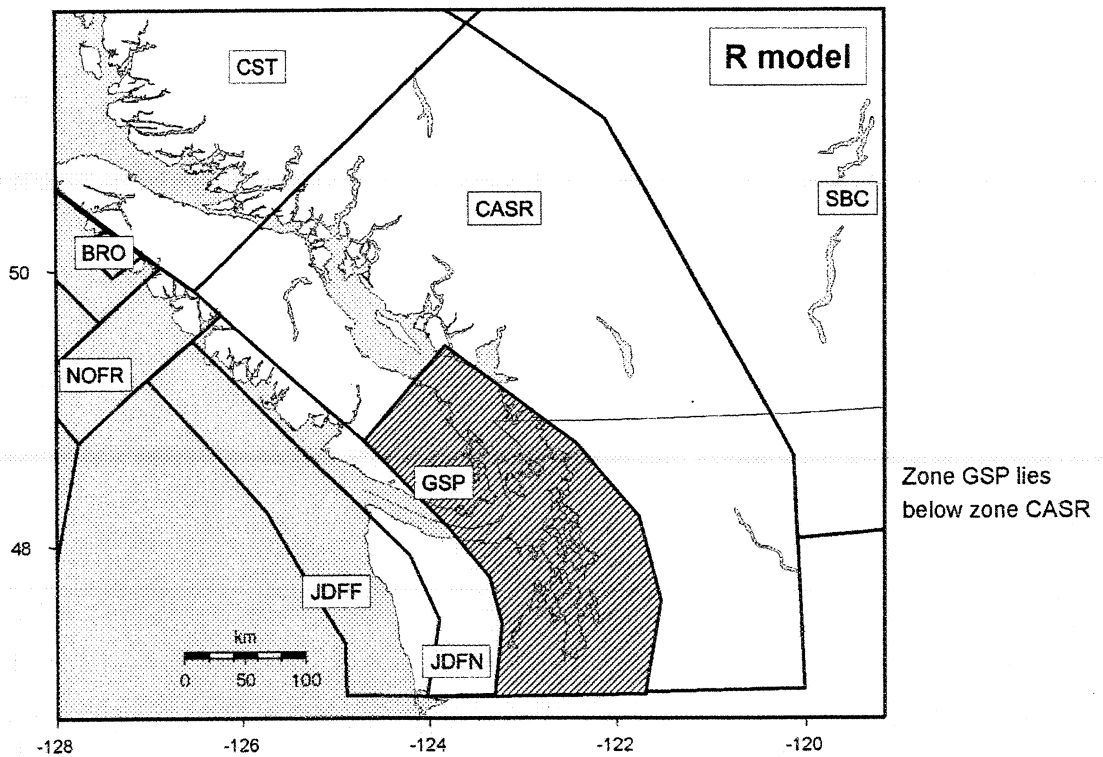 R model
CST
CASR
SBC
BRO
50
NOFR
GSP
Zone GSP lies
below zone CASR
48
JDFF
JDFN
km
0 50 100
-128 -126 -124 -122 -120